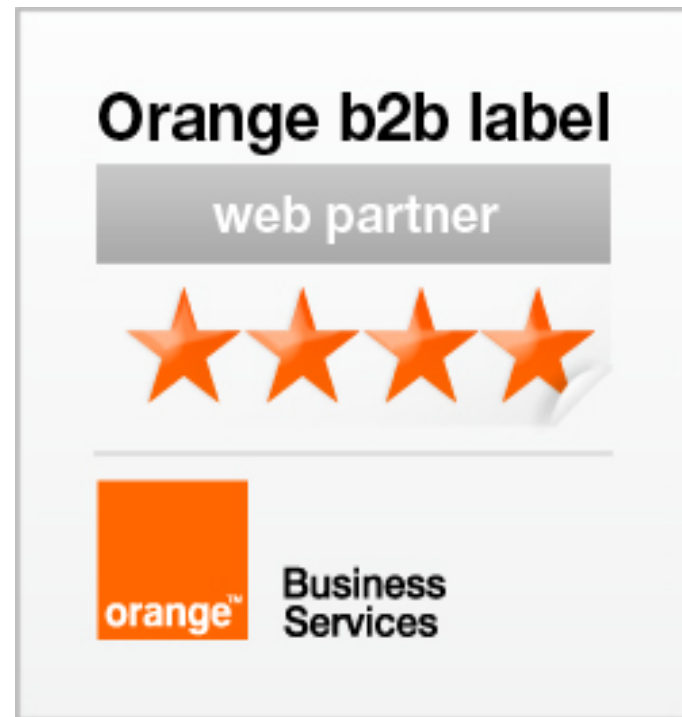 Orange b2b label
web partner
orange™
Business
Services